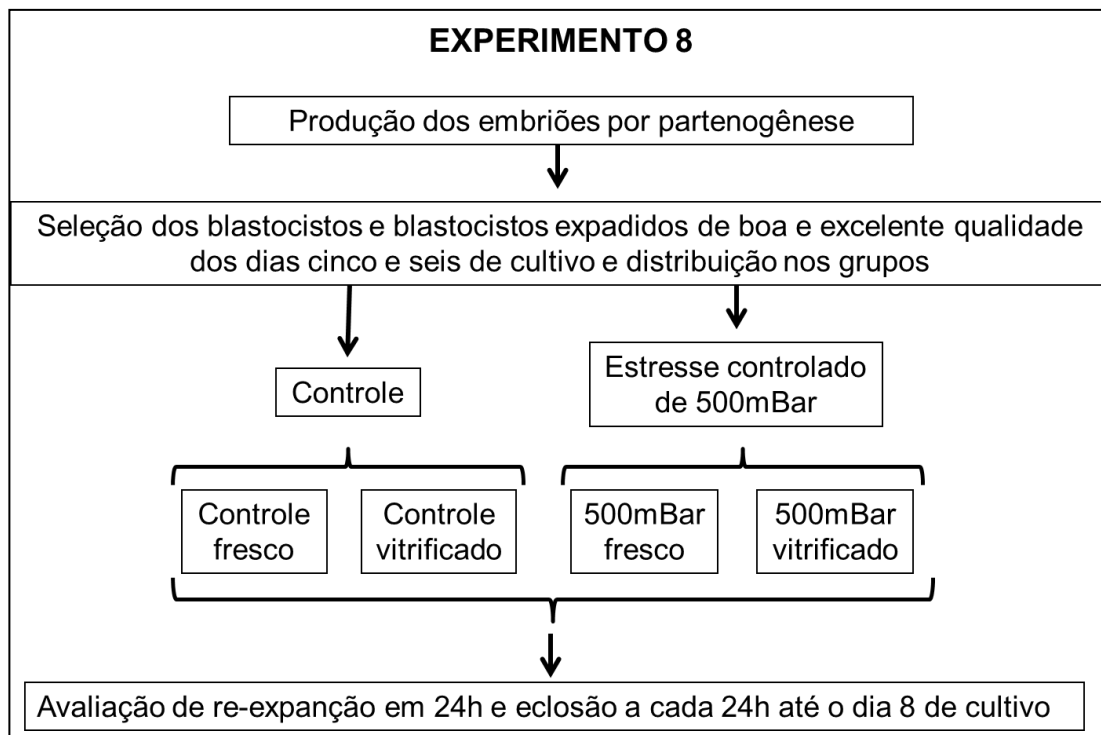 EXPERIMENTO 8
Produção dos embriões por partenogênese
Seleção dos blastocistos e blastocistos expadidos de boa e excelente qualidade
dos dias cinco e seis de cultivo e distribuição nos grupos
Controle
Estresse controlado
de 500mBar
Controle
fresco
Controle
vitrificado
500mBar
fresco
500mBar
vitrificado
Avaliação de re-expanção em 24h e eclosão a cada 24h até o dia 8 de cultivo